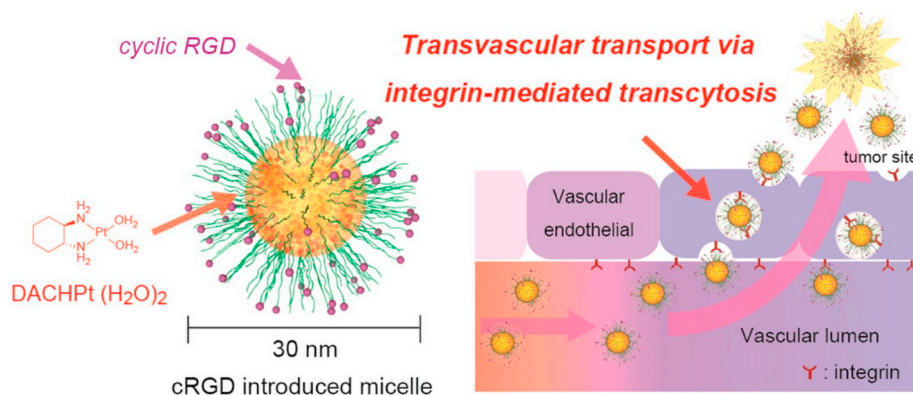 cyclic RGD
NH2
OH2
Pt
OH2
N
H2
DACHPt (H2O)2
30 nm
cRGD introduced micelle
Transvascular transport via
integrin-mediated transcytosis
tumor site
Vascular
endothelial
Vascular lumen
: integrin